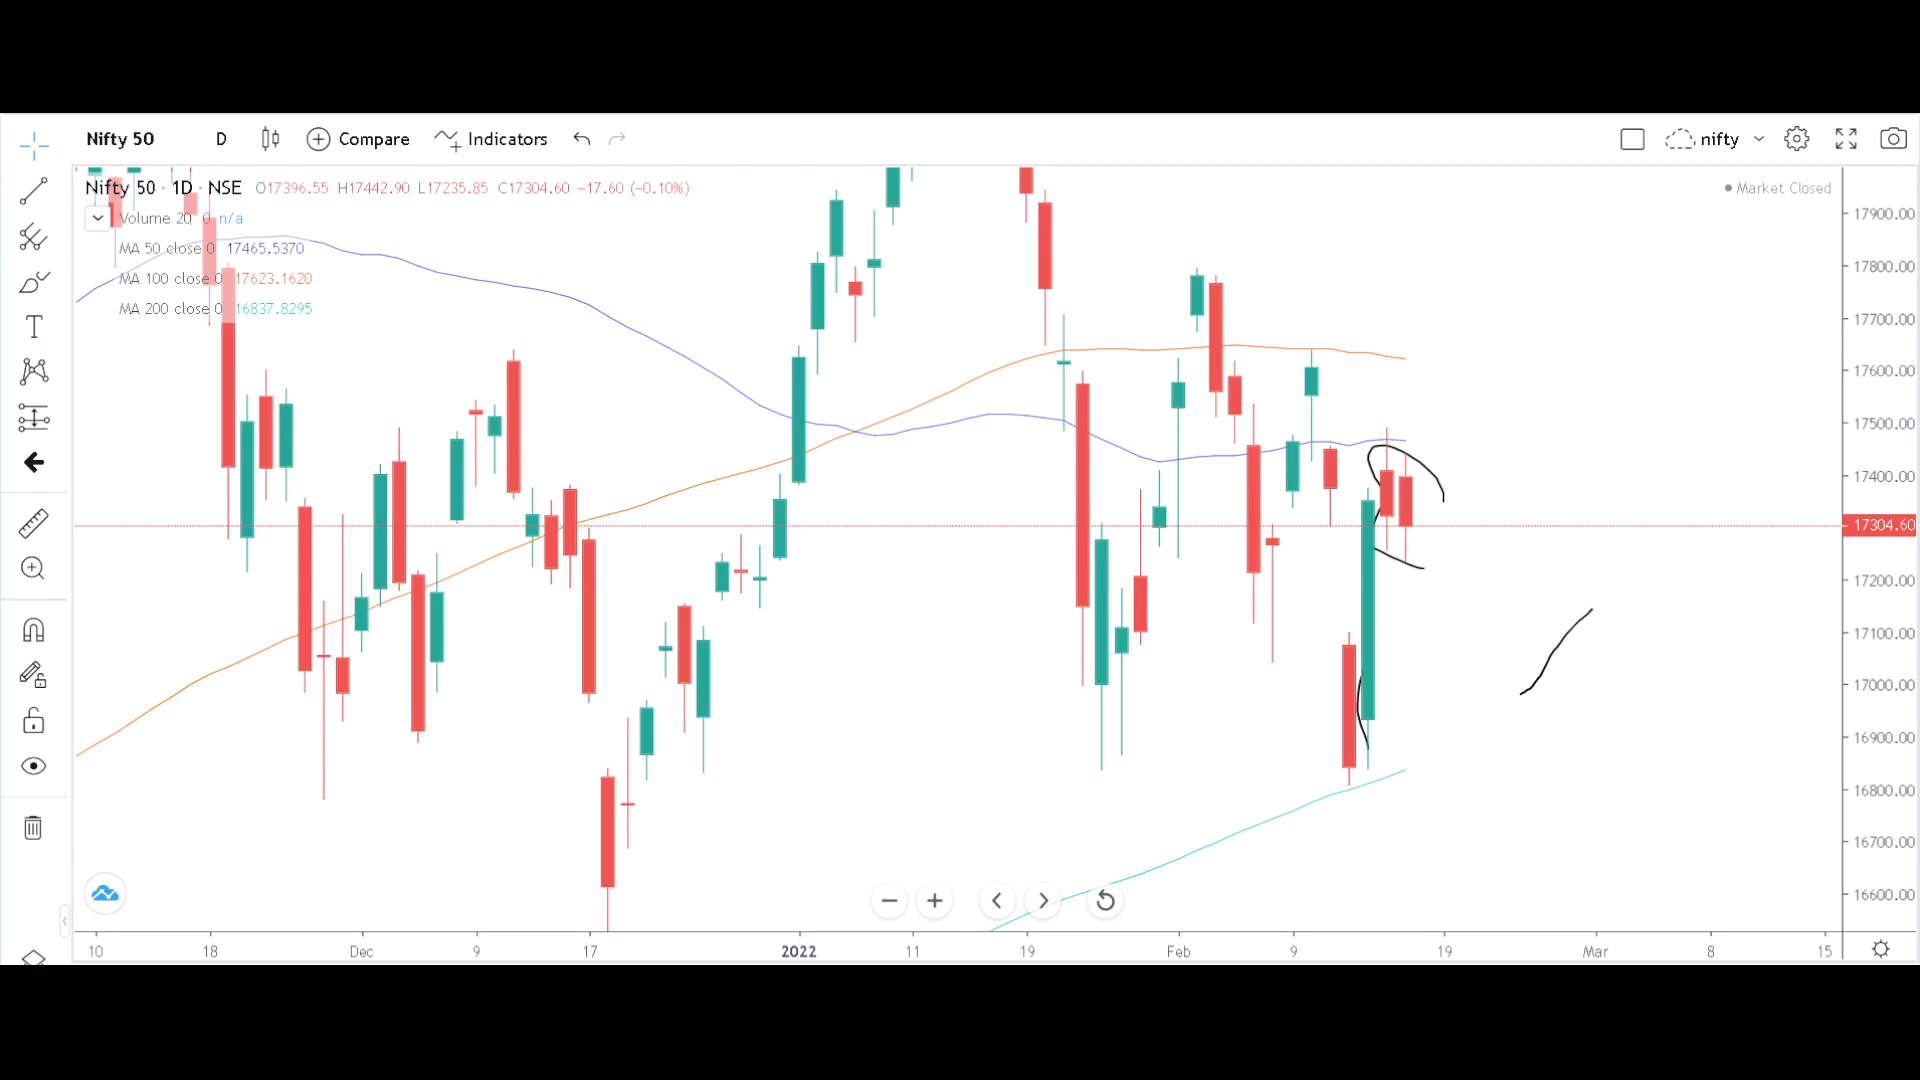 Nifty 50 D Compare Indicators nifty
Nifty 50 · 1D · NSE O17396.55 H17442.90 L17235.85 C17304.60 −17.60 (−0.10%) Market Closed
Volume 20 0 n/a
MA 50 close 0 17465.5370
MA 100 close 0 17623.1620
MA 200 close 0 16837.8295
17900.00
17800.00
17700.00
17600.00
17500.00
17400.00
17304.60
17200.00
17100.00
17000.00
16900.00
16800.00
16700.00
16600.00
10 18 Dec 9 17 2022 11 19 Feb 9 19 Mar 8 15